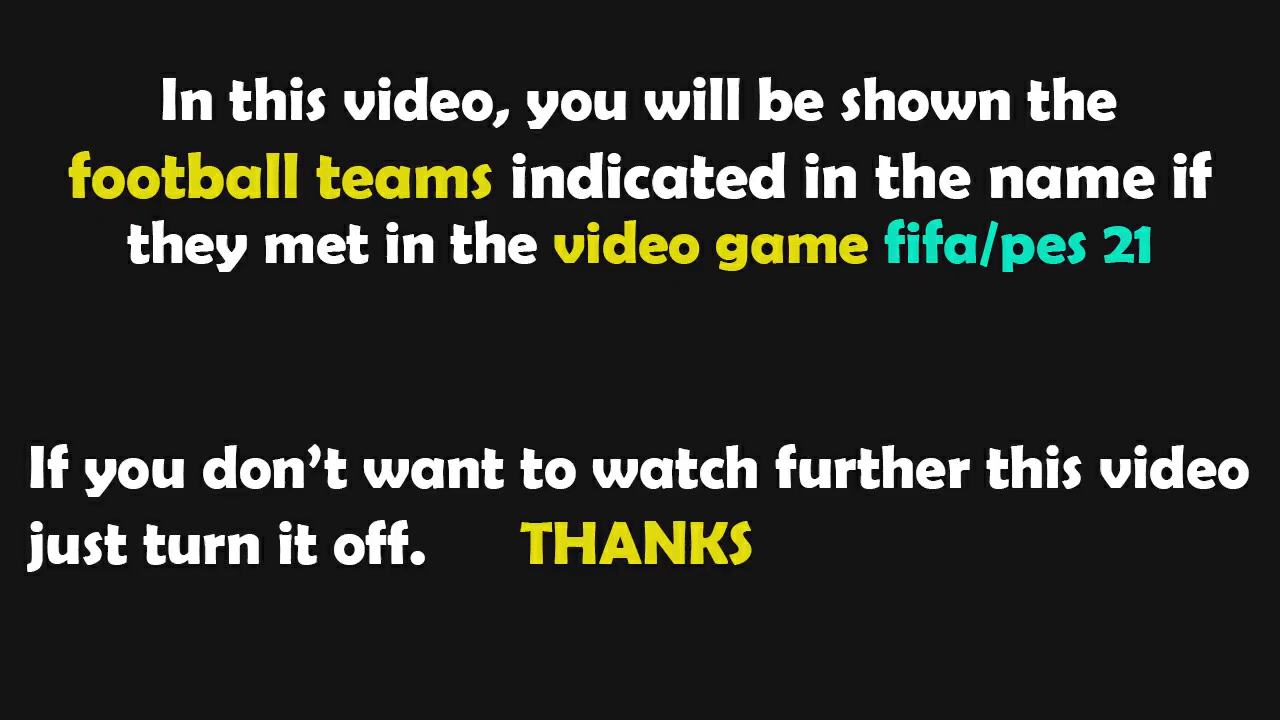 In this video, you will be shown the
football teams indicated in the name if
they met in the video game fifa/pes 21
If you don’t want to watch further this video
just turn it off. THANKS